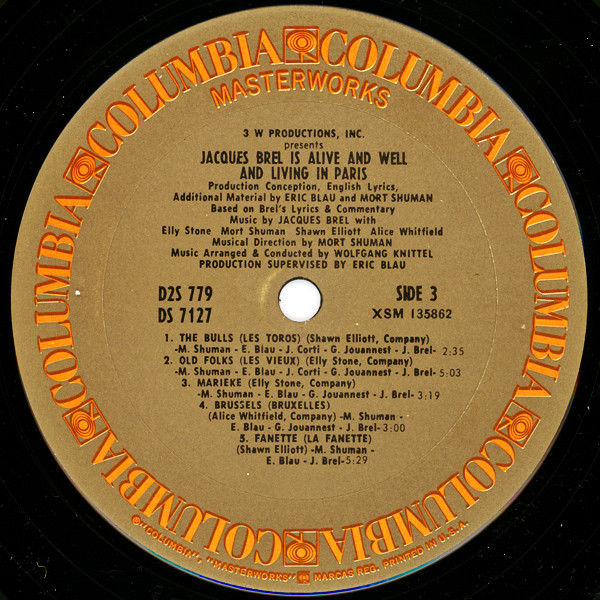 COLUMBIA COLUMBIA COLUMBIA COLUMBIA COLUMBIA COLUMBIA COLUMBIA COLUMBIA
MASTERWORKS
3 W PRODUCTIONS, INC.
presents
JACQUES BREL IS ALIVE AND WELL
AND LIVING IN PARIS
Production Conception, English Lyrics,
Additional Material by ERIC BLAU and MORT SHUMAN
Based on Brel's Lyrics & Commentary
Music by JACQUES BREL with
Elly Stone Mort Shuman Shawn Elliott Alice Whitfield
Musical Direction by MORT SHUMAN
Music Arranged & Conducted by WOLFGANG KNITTEL
PRODUCTION SUPERVISED BY ERIC BLAU
D2S 779 SIDE 3
DS 7127 XSM 135862
1. THE BULLS (LES TOROS) (Shawn Elliott, Company)
-M. Shuman - E. Blau - J. Corti - G. Jouannest - J. Brel- 2:35
2. OLD FOLKS (LES VIEUX) (Elly Stone, Company)
-M. Shuman - E. Blau - J. Corti - G. Jouannest - J. Brel- 5:03
3. MARIEKE (Elly Stone, Company)
-M. Shuman - E. Blau - G. Jouannest - J. Brel- 3:19
4. BRUSSELS (BRUXELLES)
(Alice Whitfield, Company) -M. Shuman -
E. Blau - G. Jouannest - J. Brel- 3:00
5. FANETTE (LA FANETTE)
(Shawn Elliott) -M. Shuman -
E. Blau - J. Brel- 5:29
®"COLUMBIA", "MASTERWORKS" MARCAS REG. PRINTED IN U.S.A.